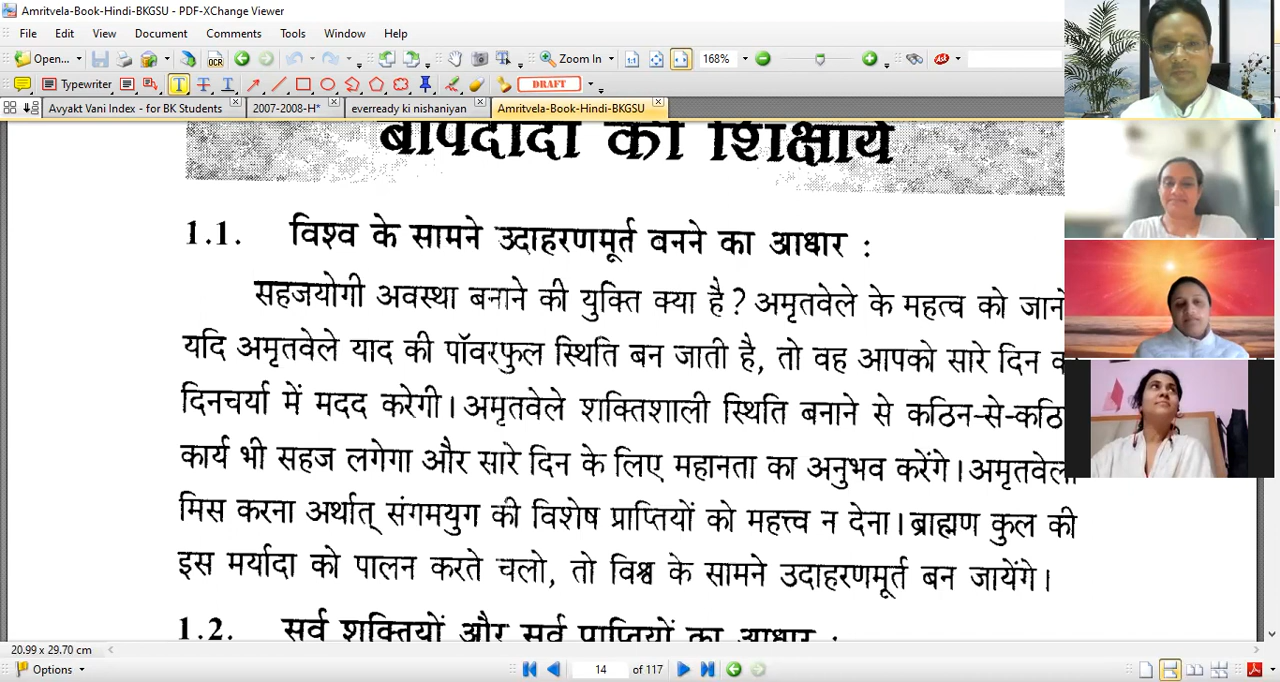 Amritvela-Book-Hindi-BKGSU - PDF-XChange Viewer
File Edit View Document Comments Tools Window Help
Open... OCR Zoom In 168%
Typewriter DRAFT
Avyakt Vani Index - for BK Students 2007-2008-H* everready ki nishaniyan Amritvela-Book-Hindi-BKGSU
बापदादा की शिक्षायें
1.1. विश्व के सामने उदाहरणमूर्त बनने का आधार :
सहजयोगी अवस्था बनाने की युक्ति क्या है? अमृतवेले के महत्व को जानो
यदि अमृतवेले याद की पॉवरफुल स्थिति बन जाती है, तो वह आपको सारे दिन
दिनचर्या में मदद करेगी। अमृतवेले शक्तिशाली स्थिति बनाने से कठिन-से-कठि
कार्य भी सहज लगेगा और सारे दिन के लिए महानता का अनुभव करेंगे। अमृतवेला
मिस करना अर्थात् संगमयुग की विशेष प्राप्तियों को महत्त्व न देना। ब्राह्मण कुल की
इस मर्यादा को पालन करते चलो, तो विश्व के सामने उदाहरणमूर्त बन जायेंगे।
1.2. सर्व शक्तियों और सर्व प्राप्तियों का आधार :
20.99 x 29.70 cm
Options 14 of 117